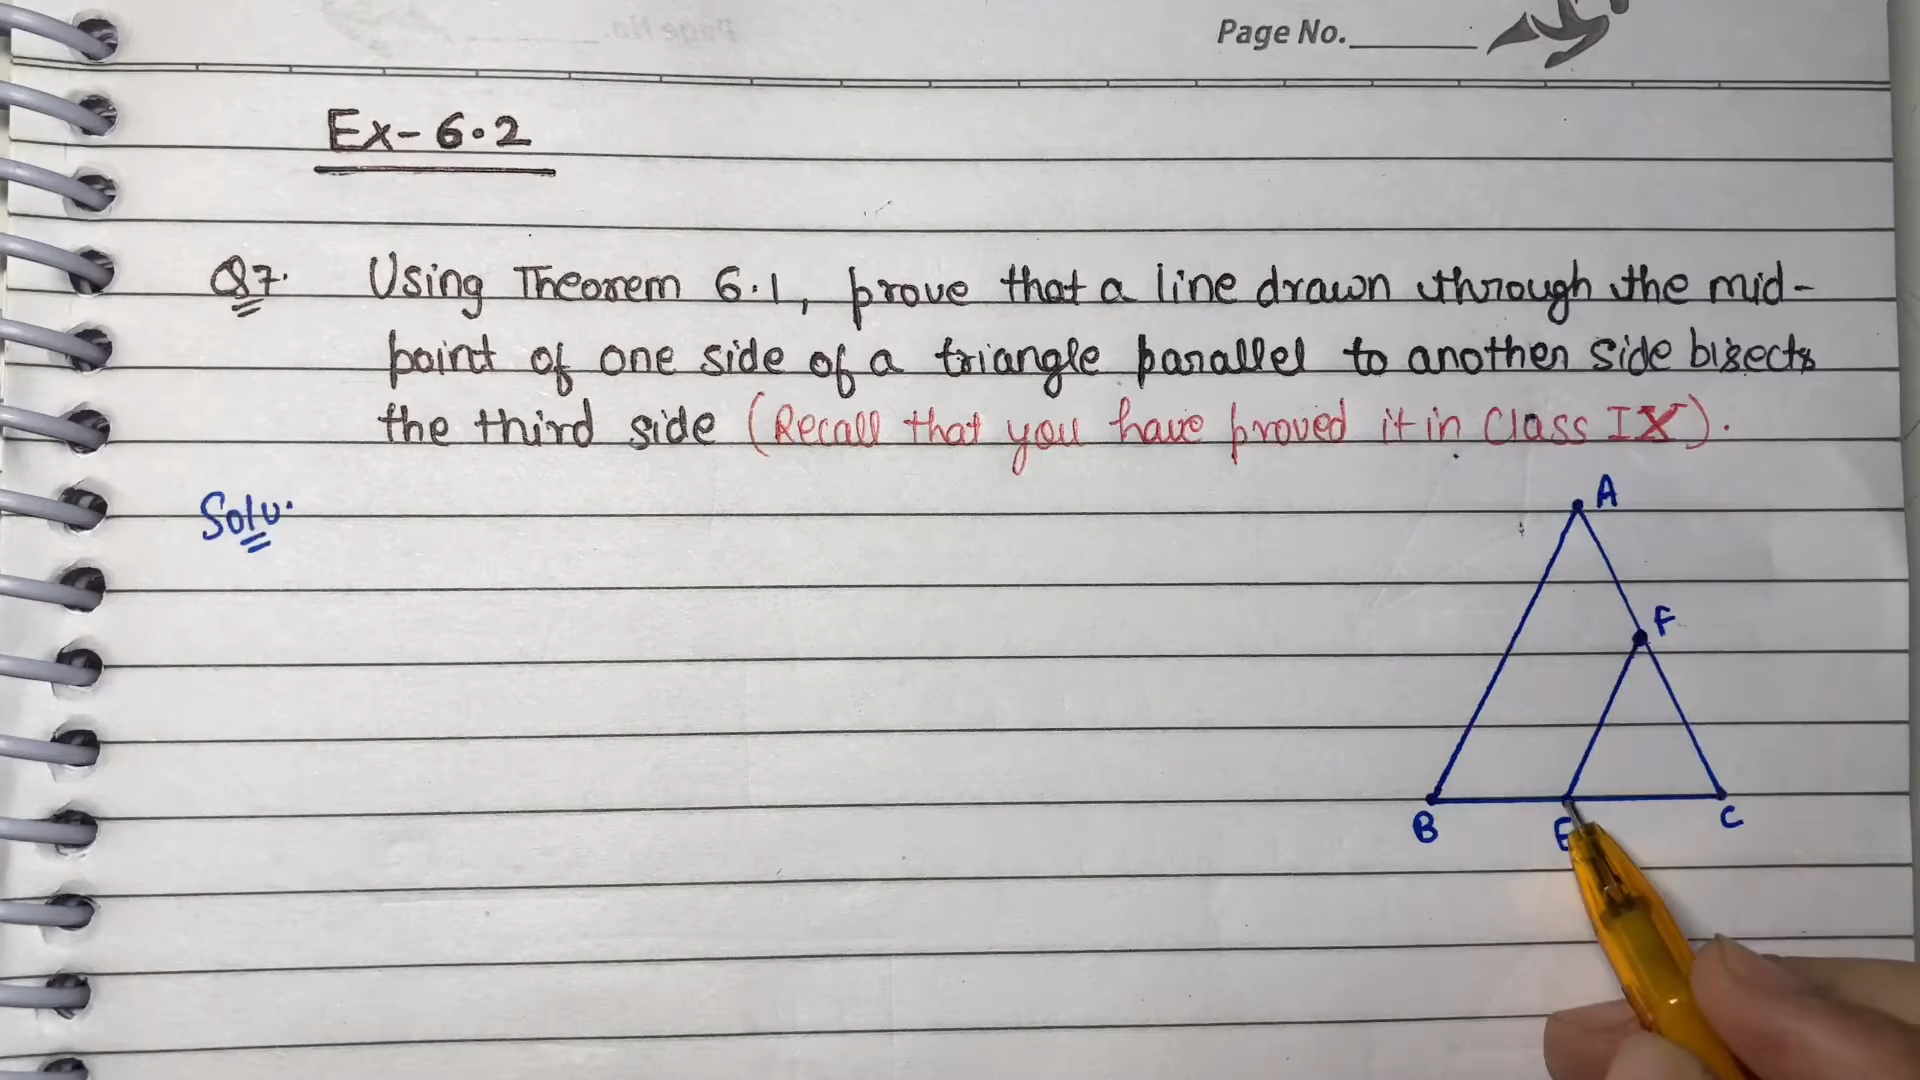 Page No.
Ex-6.2
Q7. Using Theorem 6.1, prove that a line drawn through the mid-
point of one side of a triangle parallel to another side bisects
the third side (Recall that you have proved it in Class IX).
Solu.
A
F
B E C